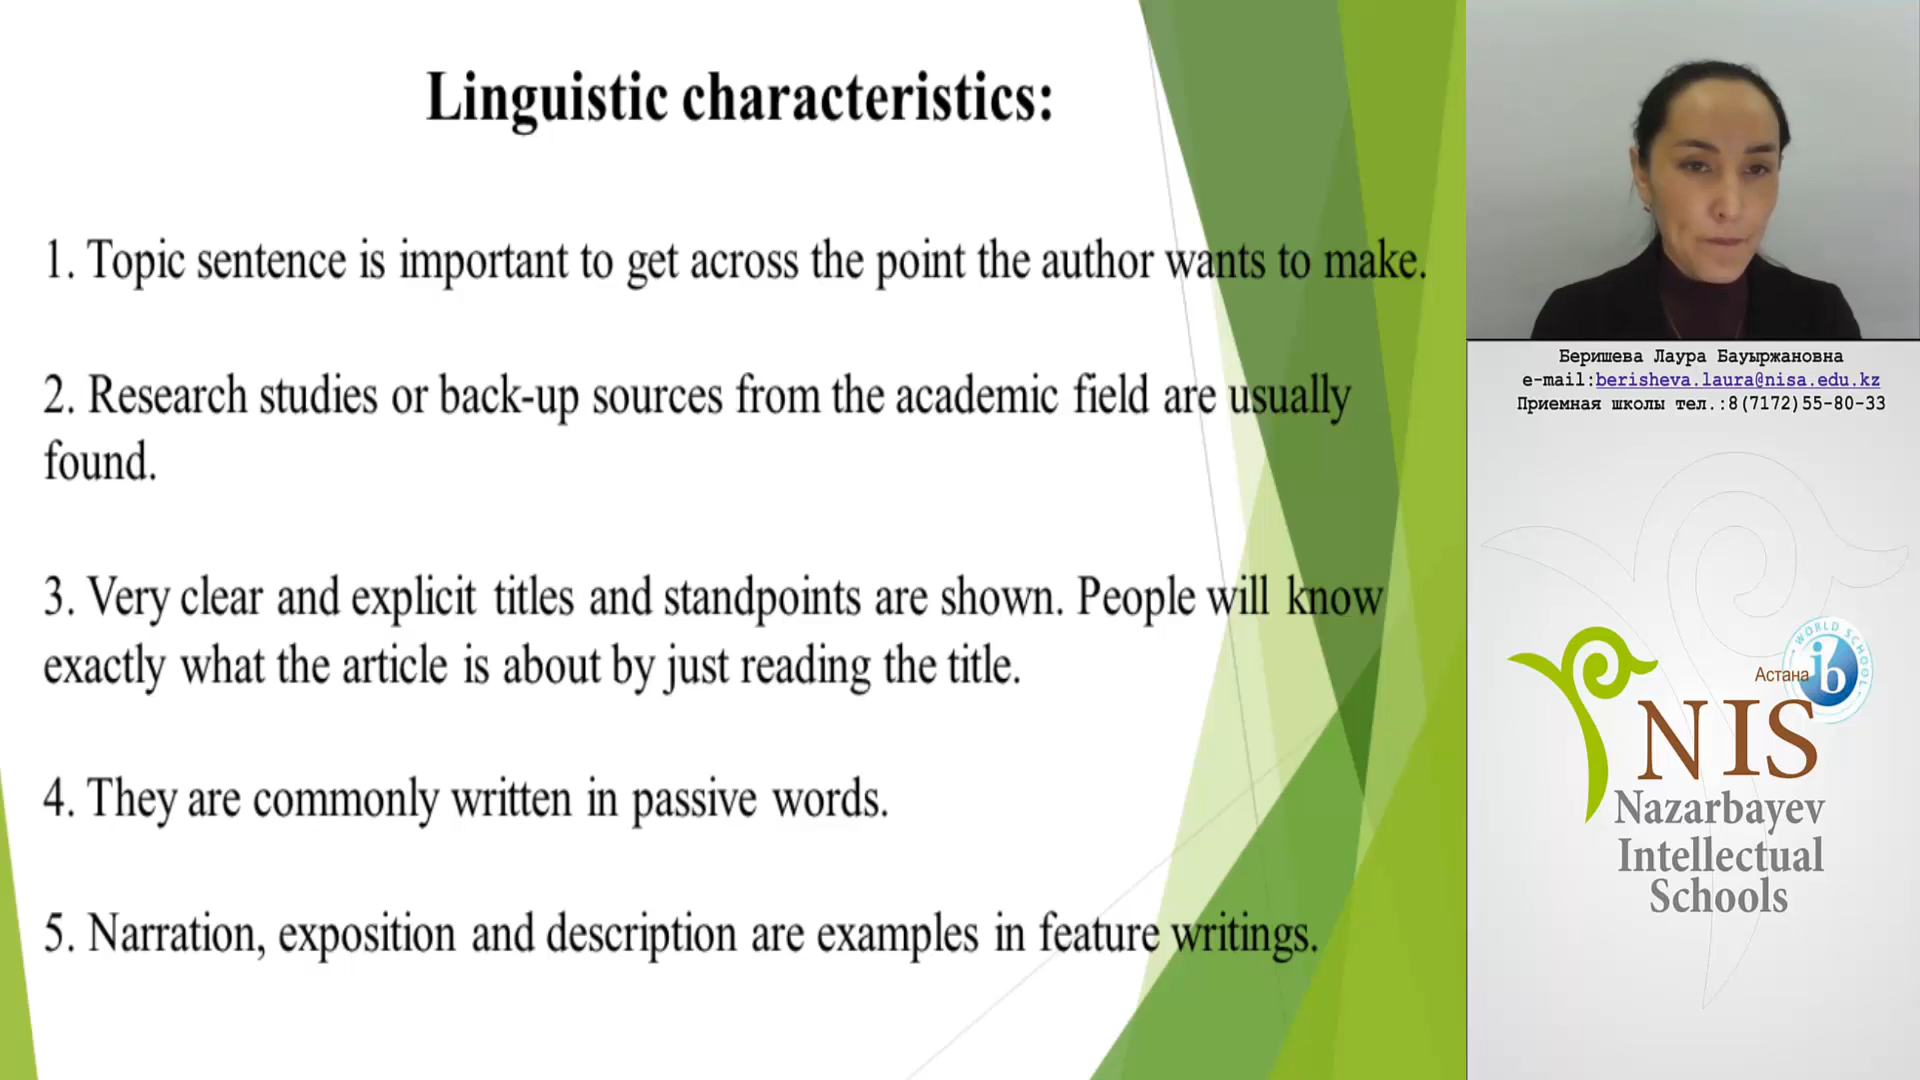 Linguistic characteristics:
1. Topic sentence is important to get across the point the author wants to make.
2. Research studies or back-up sources from the academic field are usually
found.
3. Very clear and explicit titles and standpoints are shown. People will know
exactly what the article is about by just reading the title.
4. They are commonly written in passive words.
5. Narration, exposition and description are examples in feature writings.
Беришева Лаура Бауыржановна
e-mail:berisheva.laura@nisa.edu.kz
Приемная школы тел.:8(7172)55-80-33
WORLD SCHOOL
ib
Астана
NIS
Nazarbayev
Intellectual
Schools